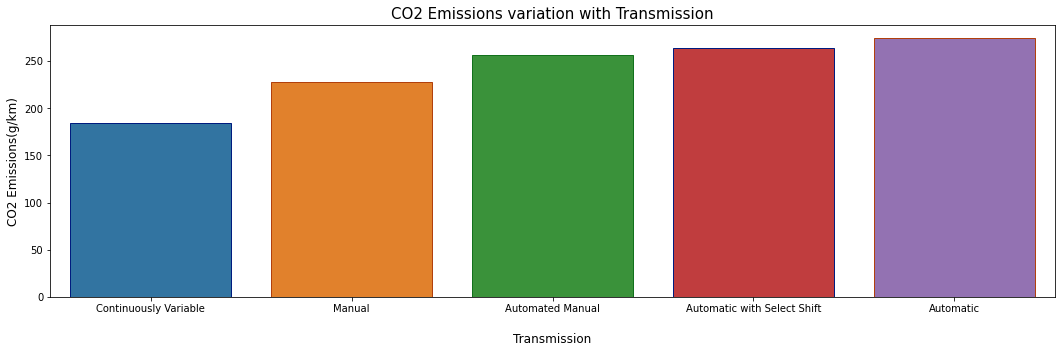 CO2 Emissions variation with Transmission
CO2 Emissions(g/km)
250
200
150
100
50
0
Continuously Variable Manual Automated Manual Automatic with Select Shift Automatic
Transmission